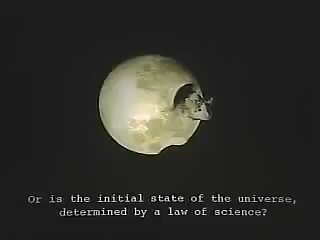 Or is the initial state of the universe,
determined by a law of science?